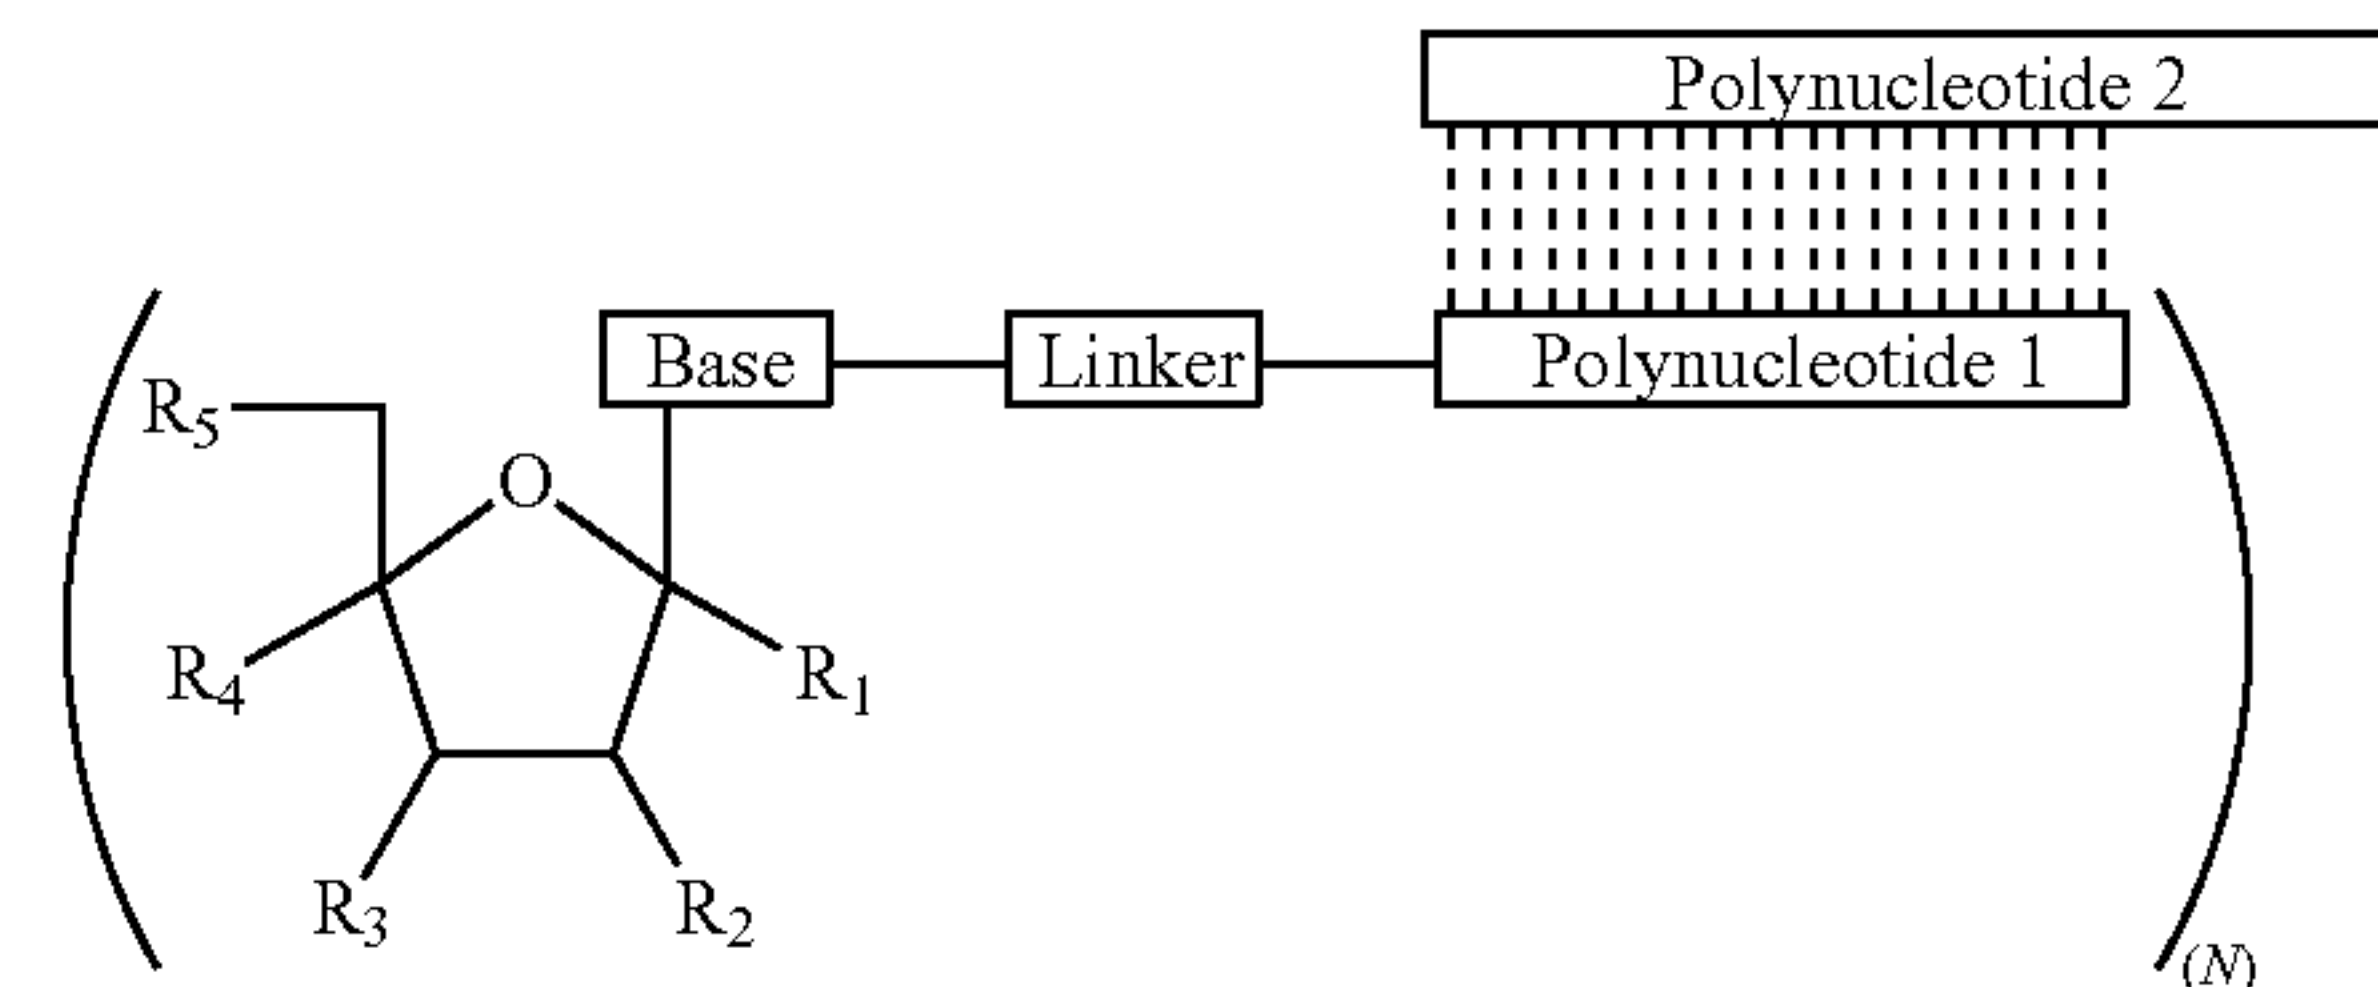 Polynucleotide 2
Base Linker Polynucleotide 1
R5
O
R4 R1
R3 R2
(N)